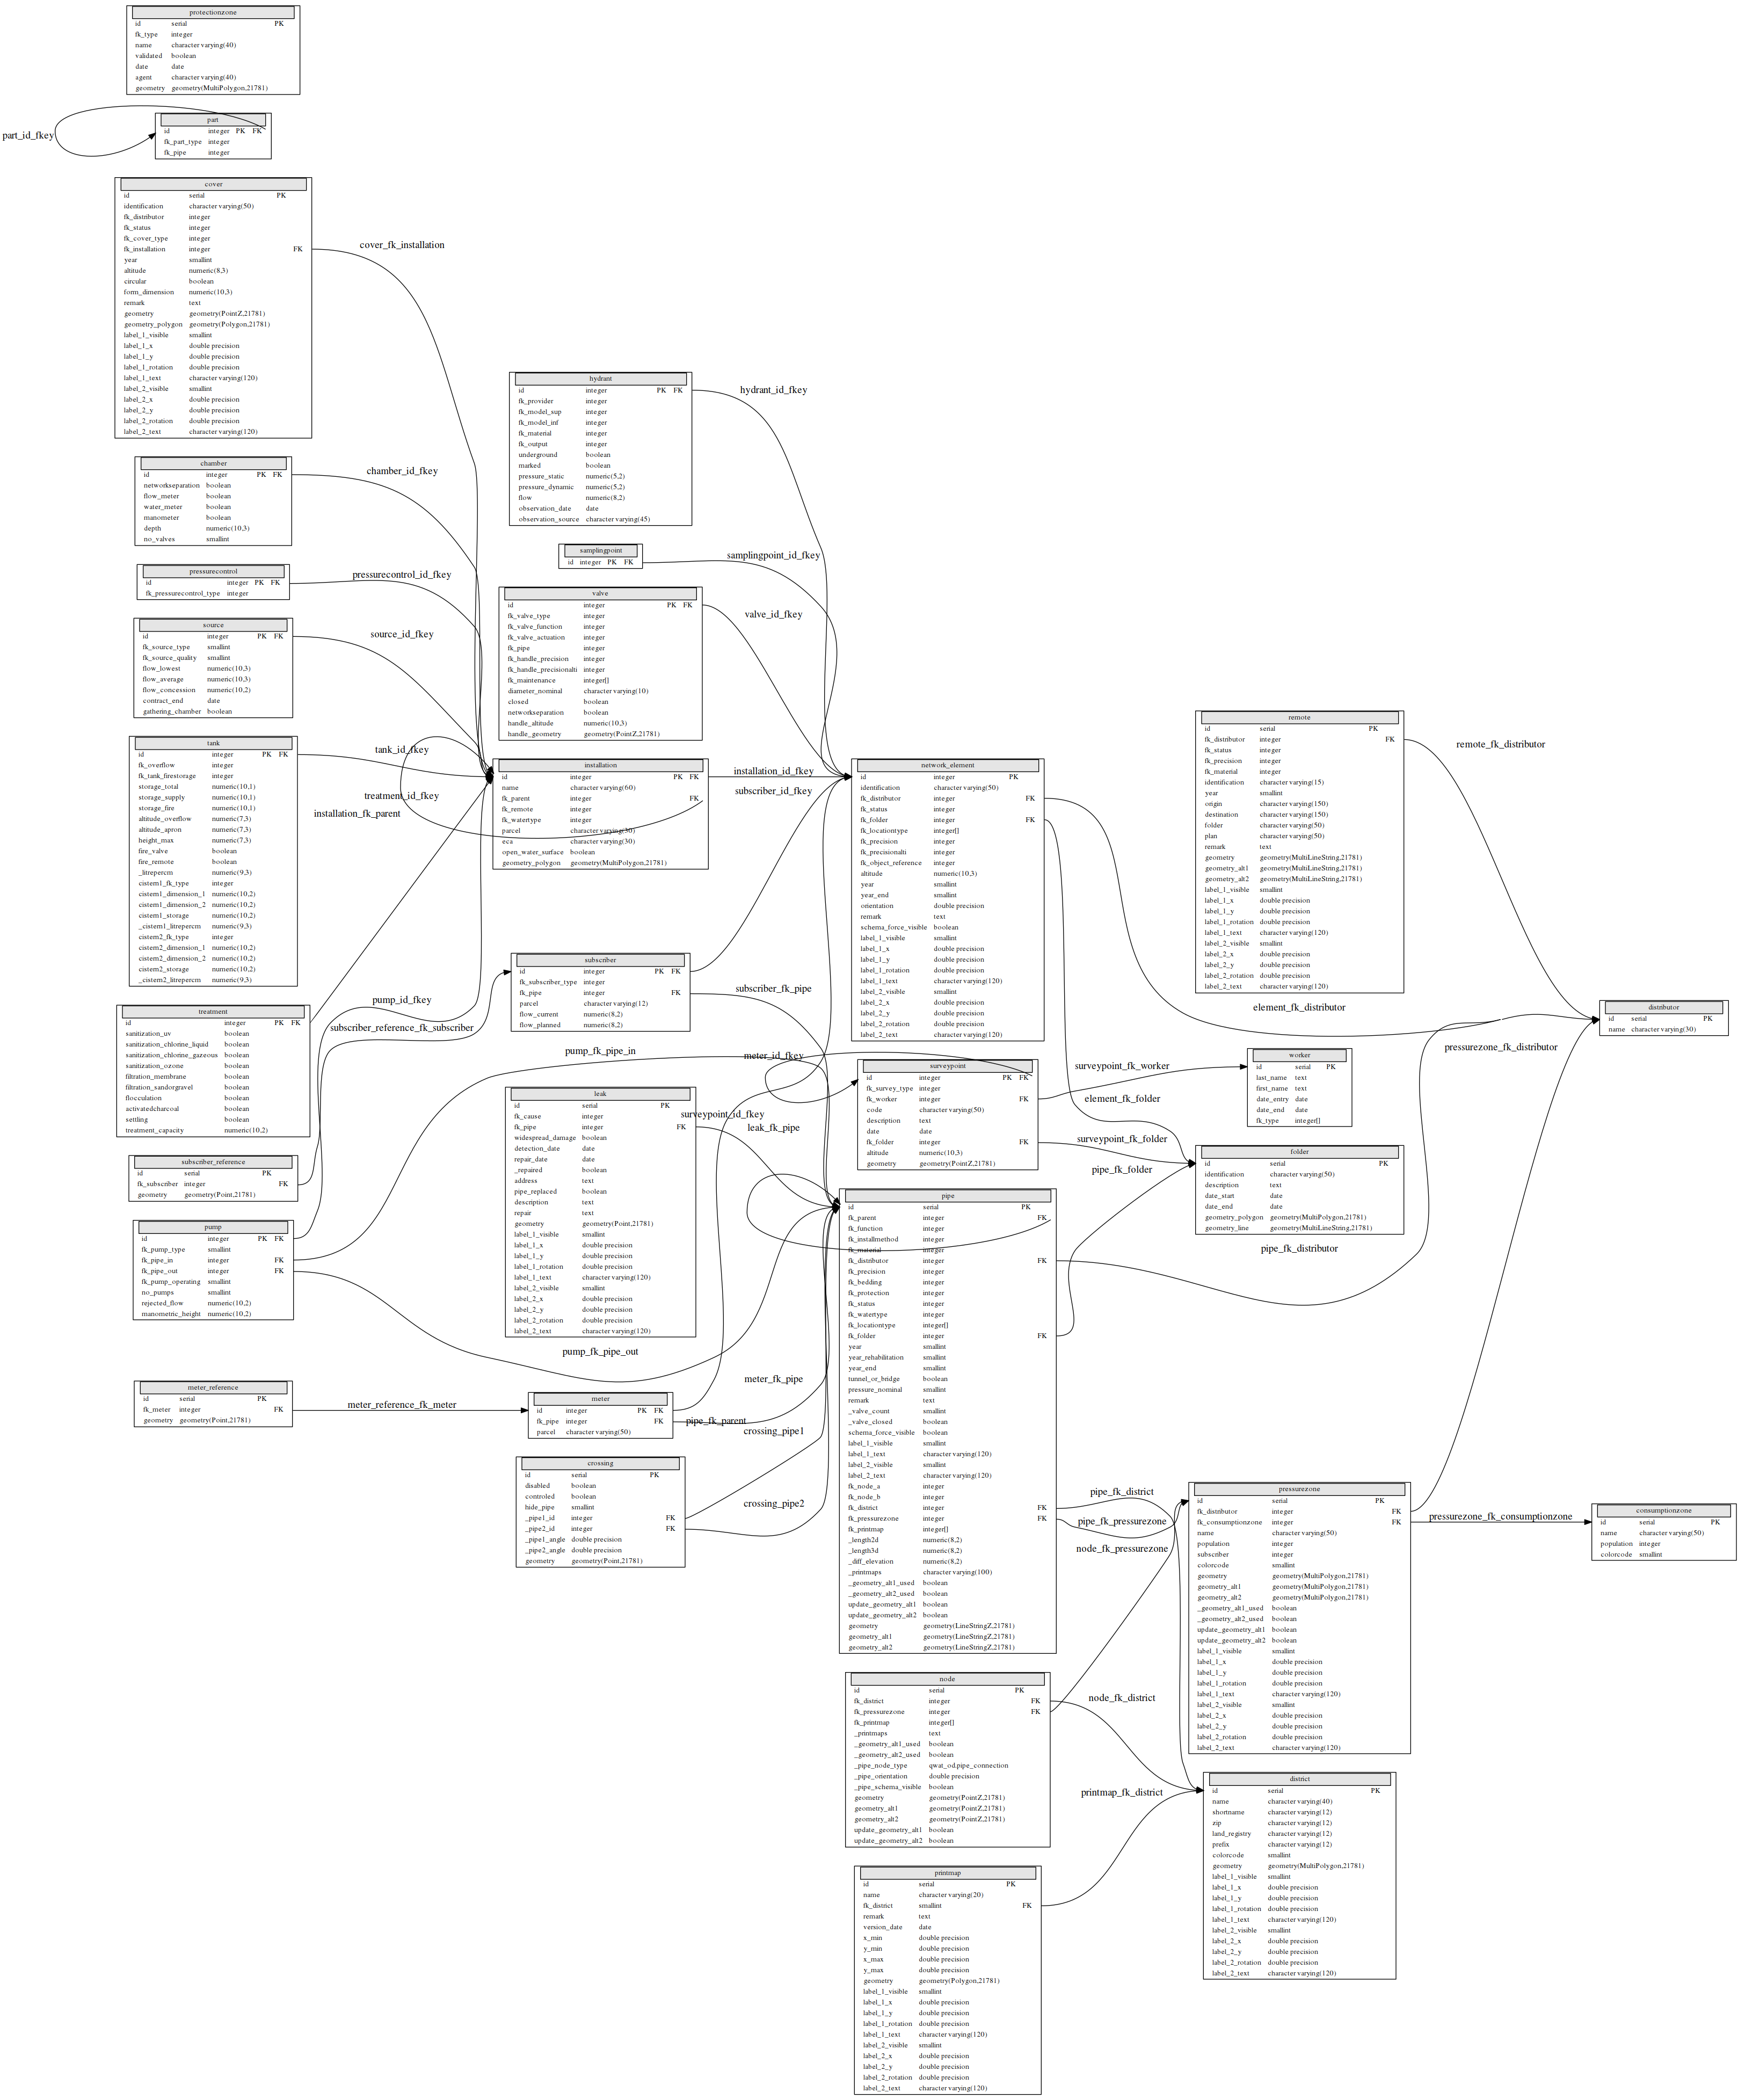 protectionzone
id serial PK
fk_type integer
name character varying(40)
validated boolean
date date
agent character varying(40)
geometry geometry(MultiPolygon,21781)
part_id_fkey
part
id integer PK FK
fk_part_type integer
fk_pipe integer
cover
id serial PK
identification character varying(50)
fk_distributor integer
fk_status integer
fk_cover_type integer
fk_installation integer FK
year smallint
altitude numeric(8,3)
circular boolean
form_dimension numeric(10,3)
remark text
geometry geometry(PointZ,21781)
geometry_polygon geometry(Polygon,21781)
label_1_visible smallint
label_1_x double precision
label_1_y double precision
label_1_rotation double precision
label_1_text character varying(120)
label_2_visible smallint
label_2_x double precision
label_2_y double precision
label_2_rotation double precision
label_2_text character varying(120)
cover_fk_installation
chamber
id integer PK FK
networkseparation boolean
flow_meter boolean
water_meter boolean
manometer boolean
depth numeric(10,3)
no_valves smallint
chamber_id_fkey
pressurecontrol
id integer PK FK
fk_pressurecontrol_type integer
pressurecontrol_id_fkey
source
id integer PK FK
fk_source_type smallint
fk_source_quality smallint
flow_lowest numeric(10,3)
flow_average numeric(10,3)
flow_concession numeric(10,2)
contract_end date
gathering_chamber boolean
source_id_fkey
tank
id integer PK FK
fk_overflow integer
fk_tank_firestorage integer
storage_total numeric(10,1)
storage_supply numeric(10,1)
storage_fire numeric(10,1)
altitude_overflow numeric(7,3)
altitude_apron numeric(7,3)
height_max numeric(7,3)
fire_valve boolean
fire_remote boolean
_litrepercm numeric(9,3)
cistern1_fk_type integer
cistern1_dimension_1 numeric(10,2)
cistern1_dimension_2 numeric(10,2)
cistern1_storage numeric(10,2)
_cistern1_litrepercm numeric(9,3)
cistern2_fk_type integer
cistern2_dimension_1 numeric(10,2)
cistern2_dimension_2 numeric(10,2)
cistern2_storage numeric(10,2)
_cistern2_litrepercm numeric(9,3)
tank_id_fkey
treatment_id_fkey
installation_fk_parent
treatment
id integer PK FK
sanitization_uv boolean
sanitization_chlorine_liquid boolean
sanitization_chlorine_gazeous boolean
sanitization_ozone boolean
filtration_membrane boolean
filtration_sandorgravel boolean
flocculation boolean
activatedcharcoal boolean
settling boolean
treatment_capacity numeric(10,2)
pump_id_fkey
subscriber_reference_fk_subscriber
subscriber_reference
id serial PK
fk_subscriber integer FK
geometry geometry(Point,21781)
pump
id integer PK FK
fk_pump_type smallint
fk_pipe_in integer FK
fk_pipe_out integer FK
fk_pump_operating smallint
no_pumps smallint
rejected_flow numeric(10,2)
manometric_height numeric(10,2)
meter_reference
id serial PK
fk_meter integer FK
geometry geometry(Point,21781)
meter_reference_fk_meter
hydrant
id integer PK FK
fk_provider integer
fk_model_sup integer
fk_model_inf integer
fk_material integer
fk_output integer
underground boolean
marked boolean
pressure_static numeric(5,2)
pressure_dynamic numeric(5,2)
flow numeric(8,2)
observation_date date
observation_source character varying(45)
hydrant_id_fkey
samplingpoint
id integer PK FK
samplingpoint_id_fkey
valve
id integer PK FK
fk_valve_type integer
fk_valve_function integer
fk_valve_actuation integer
fk_pipe integer
fk_handle_precision integer
fk_handle_precisionalti integer
fk_maintenance integer[]
diameter_nominal character varying(10)
closed boolean
networkseparation boolean
handle_altitude numeric(10,3)
handle_geometry geometry(PointZ,21781)
valve_id_fkey
installation
id integer PK FK
name character varying(60)
fk_parent integer FK
fk_remote integer
fk_watertype integer
parcel character varying(30)
eca character varying(30)
open_water_surface boolean
geometry_polygon geometry(MultiPolygon,21781)
installation_id_fkey
subscriber_id_fkey
subscriber
id integer PK FK
fk_subscriber_type integer
fk_pipe integer FK
parcel character varying(12)
flow_current numeric(8,2)
flow_planned numeric(8,2)
subscriber_fk_pipe
pump_fk_pipe_in
meter_id_fkey
leak
id serial PK
fk_cause integer
fk_pipe integer FK
widespread_damage boolean
detection_date date
repair_date date
_repaired boolean
address text
pipe_replaced boolean
description text
repair text
geometry geometry(Point,21781)
label_1_visible smallint
label_1_x double precision
label_1_y double precision
label_1_rotation double precision
label_1_text character varying(120)
label_2_visible smallint
label_2_x double precision
label_2_y double precision
label_2_rotation double precision
label_2_text character varying(120)
surveypoint_id_fkey
leak_fk_pipe
pump_fk_pipe_out
meter
id integer PK FK
fk_pipe integer FK
parcel character varying(50)
meter_fk_pipe
pipe_fk_parent
crossing_pipe1
crossing
id serial PK
disabled boolean
controled boolean
hide_pipe smallint
_pipe1_id integer FK
_pipe2_id integer FK
_pipe1_angle double precision
_pipe2_angle double precision
geometry geometry(Point,21781)
crossing_pipe2
network_element
id integer PK
identification character varying(50)
fk_distributor integer FK
fk_status integer
fk_folder integer FK
fk_locationtype integer[]
fk_precision integer
fk_precisionalti integer
fk_object_reference integer
altitude numeric(10,3)
year smallint
year_end smallint
orientation double precision
remark text
schema_force_visible boolean
label_1_visible smallint
label_1_x double precision
label_1_y double precision
label_1_rotation double precision
label_1_text character varying(120)
label_2_visible smallint
label_2_x double precision
label_2_y double precision
label_2_rotation double precision
label_2_text character varying(120)
surveypoint
id integer PK FK
fk_survey_type integer
fk_worker integer FK
code character varying(50)
description text
date date
fk_folder integer FK
altitude numeric(10,3)
geometry geometry(PointZ,21781)
pipe
id serial PK
fk_parent integer FK
fk_function integer
fk_installmethod integer
fk_material integer
fk_distributor integer FK
fk_precision integer
fk_bedding integer
fk_protection integer
fk_status integer
fk_watertype integer
fk_locationtype integer[]
fk_folder integer FK
year smallint
year_rehabilitation smallint
year_end smallint
tunnel_or_bridge boolean
pressure_nominal smallint
remark text
_valve_count smallint
_valve_closed boolean
schema_force_visible boolean
label_1_visible smallint
label_1_text character varying(120)
label_2_visible smallint
label_2_text character varying(120)
fk_node_a integer
fk_node_b integer
fk_district integer FK
fk_pressurezone integer FK
fk_printmap integer[]
_length2d numeric(8,2)
_length3d numeric(8,2)
_diff_elevation numeric(8,2)
_printmaps character varying(100)
_geometry_alt1_used boolean
_geometry_alt2_used boolean
update_geometry_alt1 boolean
update_geometry_alt2 boolean
geometry geometry(LineStringZ,21781)
geometry_alt1 geometry(LineStringZ,21781)
geometry_alt2 geometry(LineStringZ,21781)
node
id serial PK
fk_district integer FK
fk_pressurezone integer FK
fk_printmap integer[]
_printmaps text
_geometry_alt1_used boolean
_geometry_alt2_used boolean
_pipe_node_type qwat_od.pipe_connection
_pipe_orientation double precision
_pipe_schema_visible boolean
geometry geometry(PointZ,21781)
geometry_alt1 geometry(PointZ,21781)
geometry_alt2 geometry(PointZ,21781)
update_geometry_alt1 boolean
update_geometry_alt2 boolean
printmap
id serial PK
name character varying(20)
fk_district smallint FK
remark text
version_date date
x_min double precision
y_min double precision
x_max double precision
y_max double precision
geometry geometry(Polygon,21781)
label_1_visible smallint
label_1_x double precision
label_1_y double precision
label_1_rotation double precision
label_1_text character varying(120)
label_2_visible smallint
label_2_x double precision
label_2_y double precision
label_2_rotation double precision
label_2_text character varying(120)
surveypoint_fk_worker
element_fk_folder
surveypoint_fk_folder
pipe_fk_folder
pipe_fk_district
pipe_fk_pressurezone
node_fk_pressurezone
node_fk_district
printmap_fk_district
remote
id serial PK
fk_distributor integer FK
fk_status integer
fk_precision integer
fk_material integer
identification character varying(15)
year smallint
origin character varying(150)
destination character varying(150)
folder character varying(50)
plan character varying(50)
remark text
geometry geometry(MultiLineString,21781)
geometry_alt1 geometry(MultiLineString,21781)
geometry_alt2 geometry(MultiLineString,21781)
label_1_visible smallint
label_1_x double precision
label_1_y double precision
label_1_rotation double precision
label_1_text character varying(120)
label_2_visible smallint
label_2_x double precision
label_2_y double precision
label_2_rotation double precision
label_2_text character varying(120)
remote_fk_distributor
element_fk_distributor
worker
id serial PK
last_name text
first_name text
date_entry date
date_end date
fk_type integer[]
folder
id serial PK
identification character varying(50)
description text
date_start date
date_end date
geometry_polygon geometry(MultiPolygon,21781)
geometry_line geometry(MultiLineString,21781)
pipe_fk_distributor
pressurezone
id serial PK
fk_distributor integer FK
fk_consumptionzone integer FK
name character varying(50)
population integer
subscriber integer
colorcode smallint
geometry geometry(MultiPolygon,21781)
geometry_alt1 geometry(MultiPolygon,21781)
geometry_alt2 geometry(MultiPolygon,21781)
_geometry_alt1_used boolean
_geometry_alt2_used boolean
update_geometry_alt1 boolean
update_geometry_alt2 boolean
label_1_visible smallint
label_1_x double precision
label_1_y double precision
label_1_rotation double precision
label_1_text character varying(120)
label_2_visible smallint
label_2_x double precision
label_2_y double precision
label_2_rotation double precision
label_2_text character varying(120)
district
id serial PK
name character varying(40)
shortname character varying(12)
zip character varying(12)
land_registry character varying(12)
prefix character varying(12)
colorcode smallint
geometry geometry(MultiPolygon,21781)
label_1_visible smallint
label_1_x double precision
label_1_y double precision
label_1_rotation double precision
label_1_text character varying(120)
label_2_visible smallint
label_2_x double precision
label_2_y double precision
label_2_rotation double precision
label_2_text character varying(120)
distributor
id serial PK
name character varying(30)
pressurezone_fk_distributor
pressurezone_fk_consumptionzone
consumptionzone
id serial PK
name character varying(50)
population integer
colorcode smallint